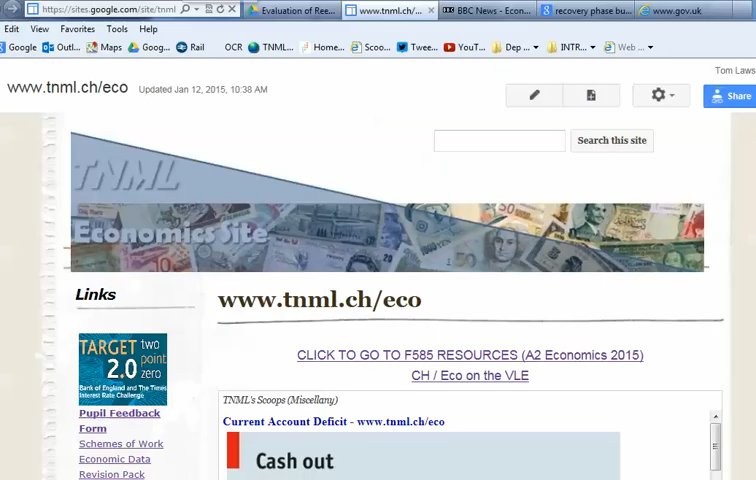 https://sites.google.com/site/tnml
Evaluation of Ree...
www.tnml.ch/...
BBC News - Econ...
recovery phase bu...
www.gov.uk
Edit View Favorites Tools Help
Google Outl... Maps Goog... Rail OCR TNML... Home... Scoo... Twee... YouT... Dep INTR... Web ...
Tom Laws
www.tnml.ch/eco Updated Jan 12, 2015, 10:38 AM
Share
Search this site
TNML
Economics Site
Links
www.tnml.ch/eco
TARGET two
2.0 point
zero
Bank of England and The Times
Interest Rate Challenge
CLICK TO GO TO F585 RESOURCES (A2 Economics 2015)
CH / Eco on the VLE
Pupil Feedback
Form
Schemes of Work
Economic Data
Revision Pack
TNML's Scoops (Miscellany)
Current Account Deficit - www.tnml.ch/eco
Cash out